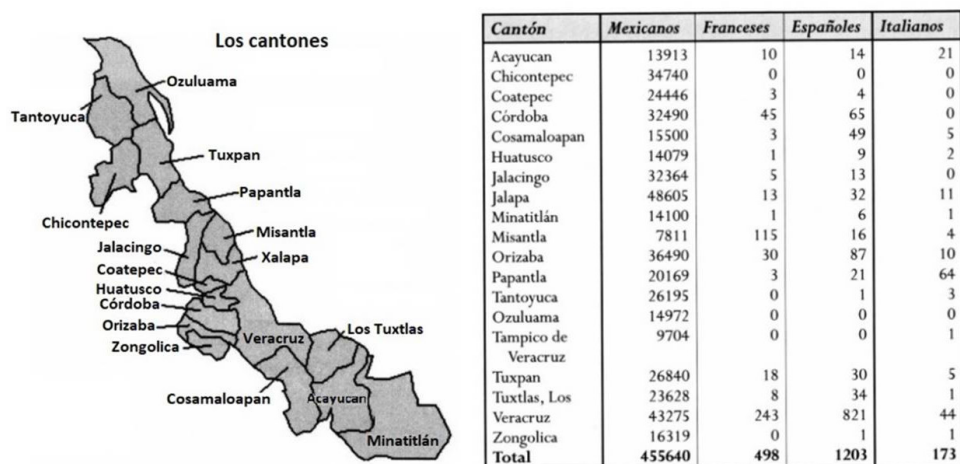 Los cantones
Ozuluama
Tantoyuca
Tuxpan
Papantla
Chicontepec
Misantla
Jalacingo
Xalapa
Coatepec
Huatusco
Córdoba
Orizaba
Veracruz
Los Tuxtlas
Zongolica
Cosamaloapan
Acayucan
Minatitlán
Cantón Mexicanos Franceses Españoles Italianos
Acayucan 13913 10 14 21
Chicontepec 34740 0 0 0
Coatepec 24446 3 4 0
Córdoba 32490 45 65 0
Cosamaloapan 15500 3 49 5
Huatusco 14079 1 9 2
Jalacingo 32364 5 13 0
Jalapa 48605 13 32 11
Minatitlán 14100 1 6 1
Misantla 7811 115 16 4
Orizaba 36490 30 87 10
Papantla 20169 3 21 64
Tantoyuca 26195 0 1 3
Ozuluama 14972 0 0 0
Tampico de 9704 0 0 1
Veracruz
Tuxpan 26840 18 30 5
Tuxtlas, Los 23628 8 34 1
Veracruz 43275 243 821 44
Zongolica 16319 0 1 1
Total 455640 498 1203 173